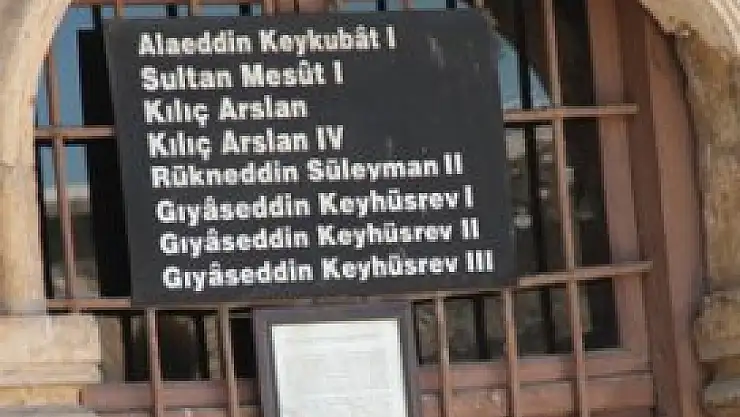 Alaeddin Keykubât I
Sultan Mesût I
Kılıç Arslan
Kılıç Arslan IV
Rükneddin Süleyman II
Gıyâseddin Keyhüsrev I
Gıyâseddin Keyhüsrev II
Gıyâseddin Keyhüsrev III